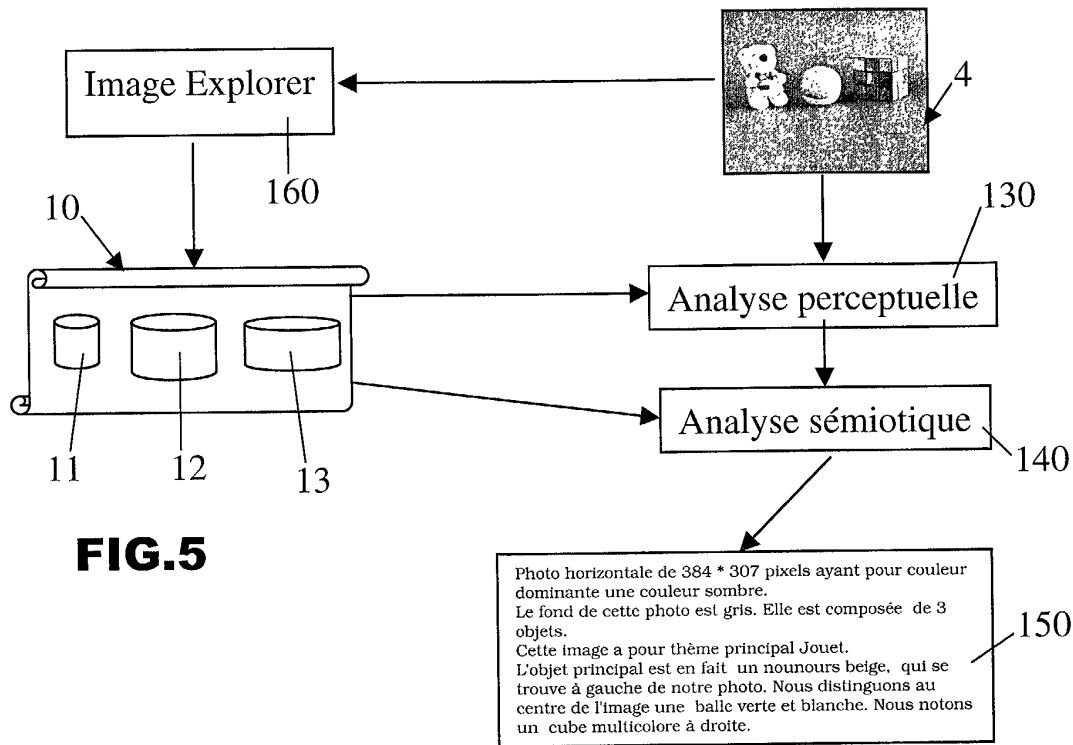 Image Explorer
4
160
10
130
Analyse perceptuelle
11
12
13
Analyse sémiotique
140
FIG.5
Photo horizontale de 384 * 307 pixels ayant pour couleur
dominante une couleur sombre.
Le fond de cette photo est gris. Elle est composée de 3
objets.
Cette image a pour thème principal Jouet.
L'objet principal est en fait un nounours beige, qui se
trouve à gauche de notre photo. Nous distinguons au
centre de l'image une balle verte et blanche. Nous notons
un cube multicolore à droite.
150